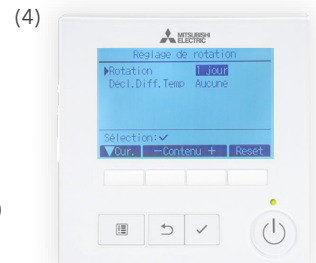 (4)
MITSUBISHI
ELECTRIC
Réglage de rotation
Rotation 1 jour
Décl.Diff.Temp Aucune
Sélection:✓
▼Cur. －Contenu ＋ Reset